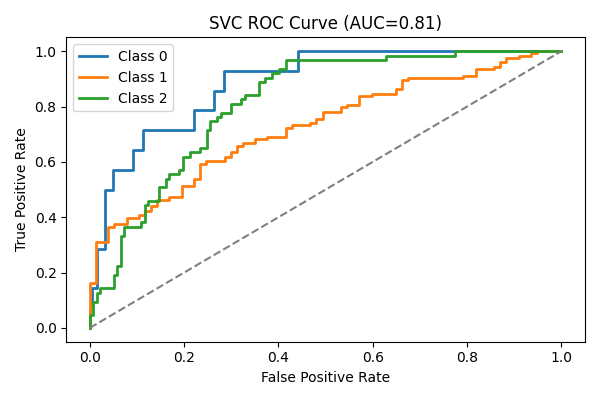 SVC ROC Curve (AUC=0.81)
Class 0
Class 1
Class 2
True Positive Rate
1.0
0.8
0.6
0.4
0.2
0.0
0.0 0.2 0.4 0.6 0.8 1.0
False Positive Rate